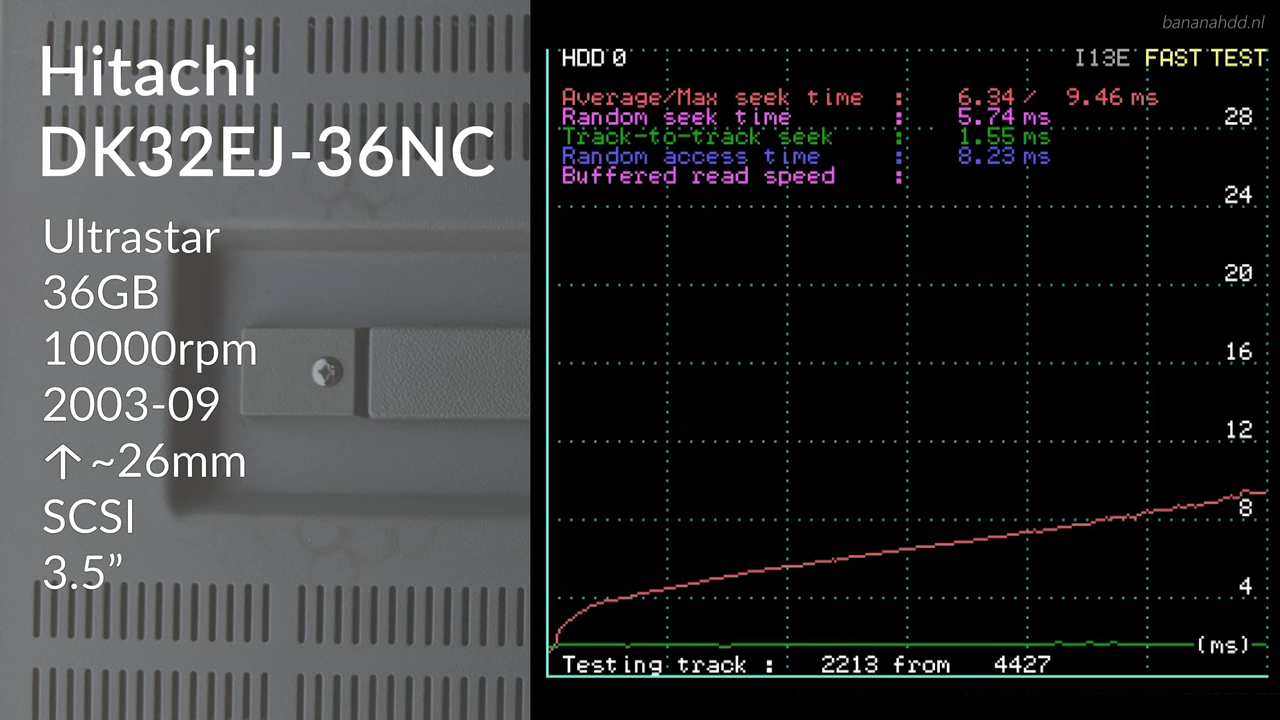 bananahdd.nl
Hitachi
DK32EJ-36NC
Ultrastar
36GB
10000rpm
2003-09
↑ ~26mm
SCSI
3.5”
HDD 0 I13E FAST TEST
Average/Max seek time : 6.34 / 9.46 ms
Random seek time : 5.74 ms
Track-to-track seek : 1.55 ms
Random access time : 8.23 ms
Buffered read speed :
28
24
20
16
12
8
4
(ms)
Testing track : 2213 from 4427